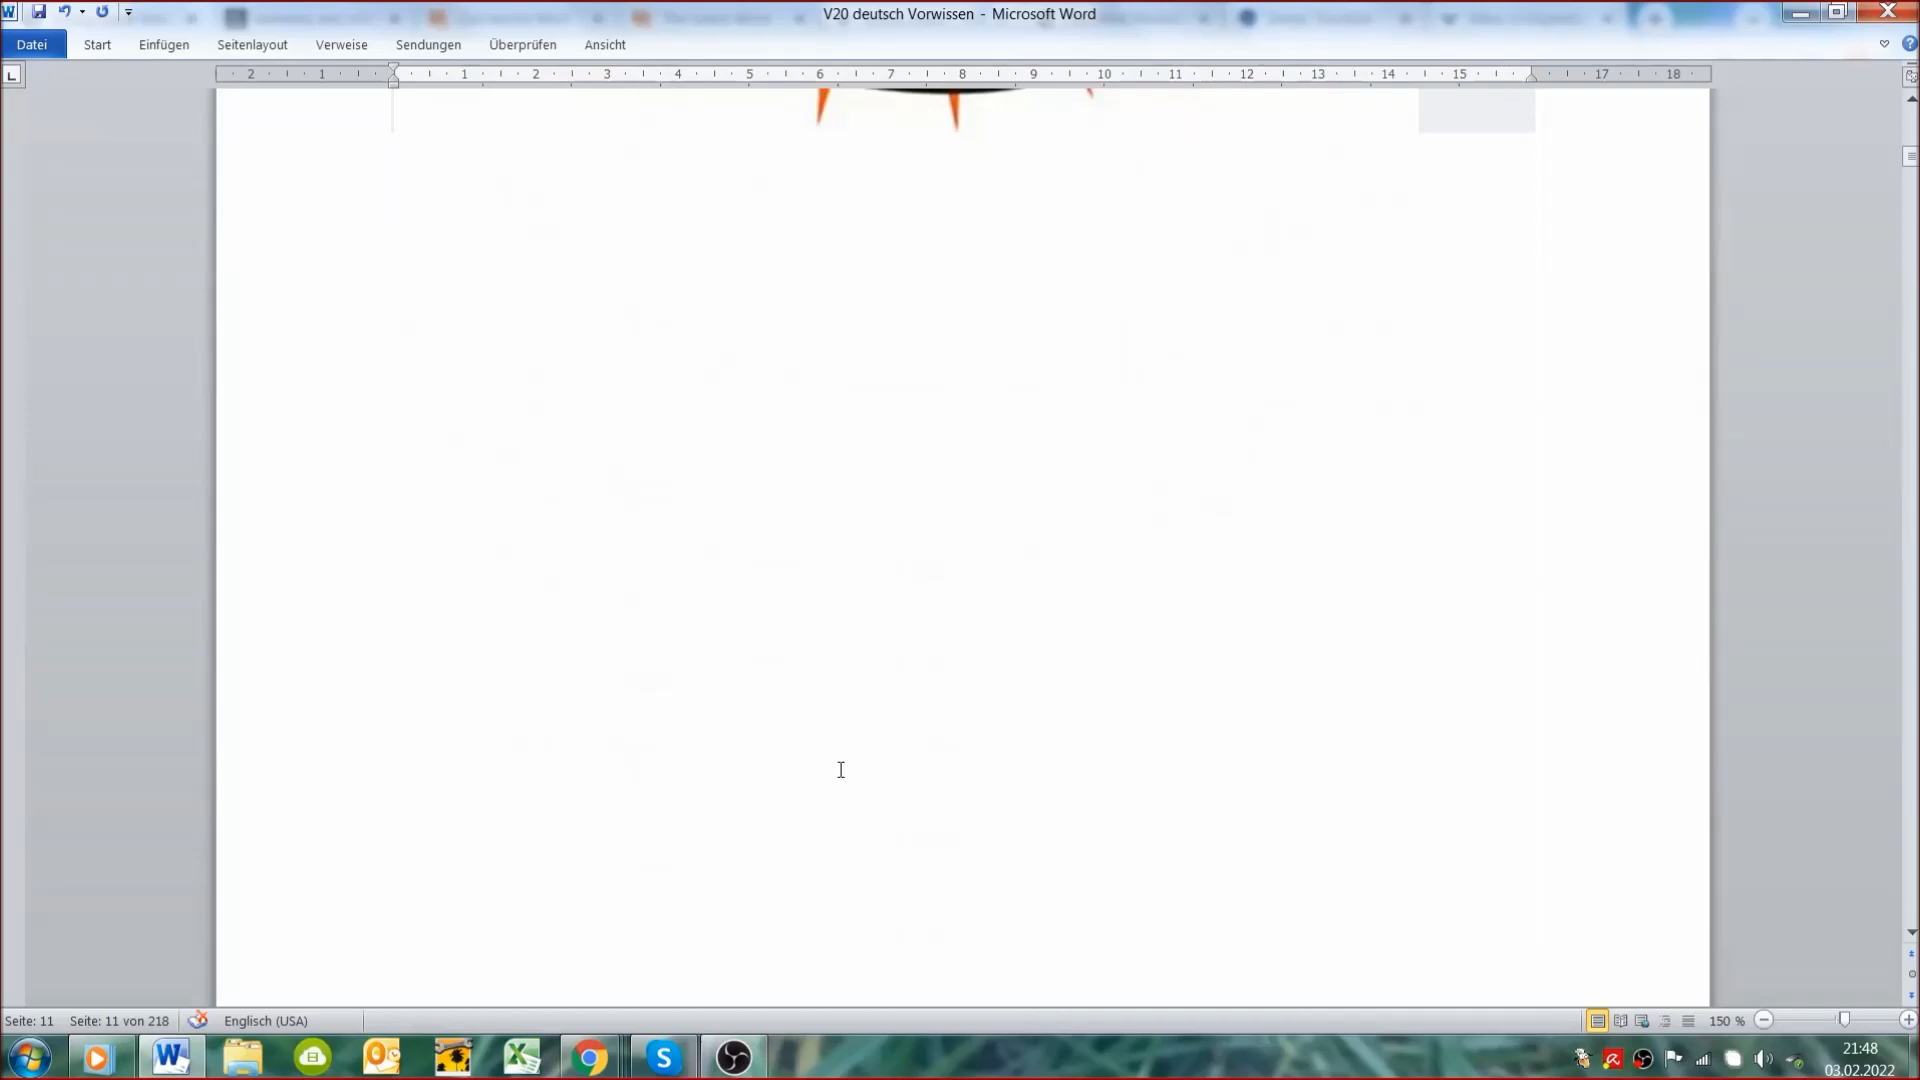 V20 deutsch Vorwissen - Microsoft Word
Datei Start Einfügen Seitenlayout Verweise Sendungen Überprüfen Ansicht
2 1 1 2 3 4 5 6 7 8 9 10 11 12 13 14 15 17 18
Seite: 11 Seite: 11 von 218 Englisch (USA) 150 %
21:48
03.02.2022